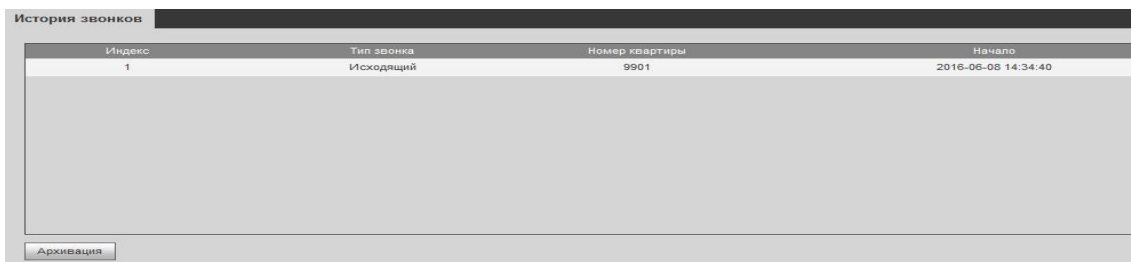 История звонков
Индекс Тип звонка Номер квартиры Начало
1 Исходящий 9901 2016-06-08 14:34:40
Архивация